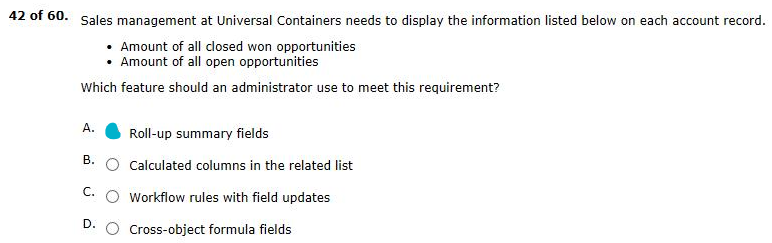 42 of 60. Sales management at Universal Containers needs to display the information listed below on each account record.
• Amount of all closed won opportunities
• Amount of all open opportunities
Which feature should an administrator use to meet this requirement?
A. Roll-up summary fields
B. Calculated columns in the related list
C. Workflow rules with field updates
D. Cross-object formula fields